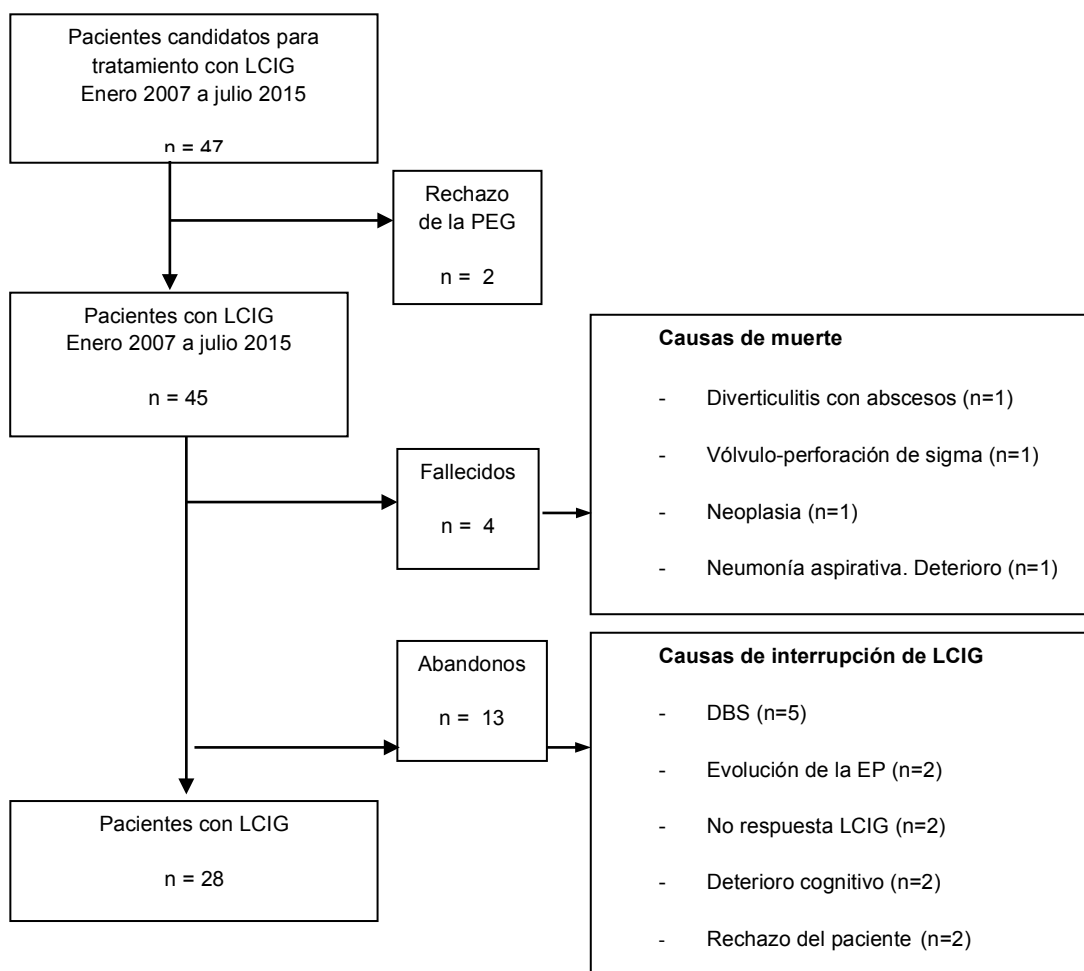 Pacientes candidatos para
tratamiento con LCIG
Enero 2007 a julio 2015
n = 47
Rechazo
de la PEG
n = 2
Pacientes con LCIG
Enero 2007 a julio 2015
n = 45
Fallecidos
n = 4
Causas de muerte
- Diverticulitis con abscesos (n=1)
- Vólvulo-perforación de sigma (n=1)
- Neoplasia (n=1)
- Neumonía aspirativa. Deterioro (n=1)
Abandonos
n = 13
Causas de interrupción de LCIG
- DBS (n=5)
- Evolución de la EP (n=2)
- No respuesta LCIG (n=2)
- Deterioro cognitivo (n=2)
- Rechazo del paciente (n=2)
Pacientes con LCIG
n = 28